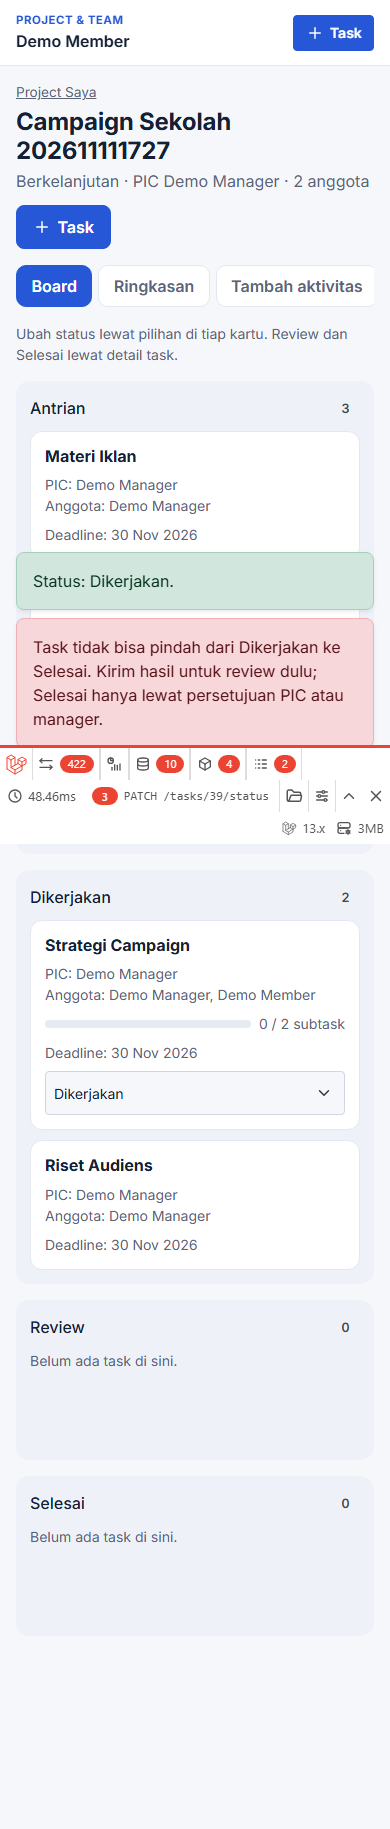 PROJECT & TEAM
Demo Member
+ Task
Project Saya
Campaign Sekolah
202611111727
Berkelanjutan · PIC Demo Manager · 2 anggota
+ Task
Board
Ringkasan
Tambah aktivitas
Ubah status lewat pilihan di tiap kartu. Review dan
Selesai lewat detail task.
Antrian
3
Materi Iklan
PIC: Demo Manager
Anggota: Demo Manager
Deadline: 30 Nov 2026
Status: Dikerjakan.
Task tidak bisa pindah dari Dikerjakan ke
Selesai. Kirim hasil untuk review dulu;
Selesai hanya lewat persetujuan PIC atau
manager.
422
10
4
2
48.46ms
3
PATCH /tasks/39/status
13.x
3MB
Dikerjakan
2
Strategi Campaign
PIC: Demo Manager
Anggota: Demo Manager, Demo Member
0 / 2 subtask
Deadline: 30 Nov 2026
Dikerjakan
Riset Audiens
PIC: Demo Manager
Anggota: Demo Manager
Deadline: 30 Nov 2026
Review
0
Belum ada task di sini.
Selesai
0
Belum ada task di sini.